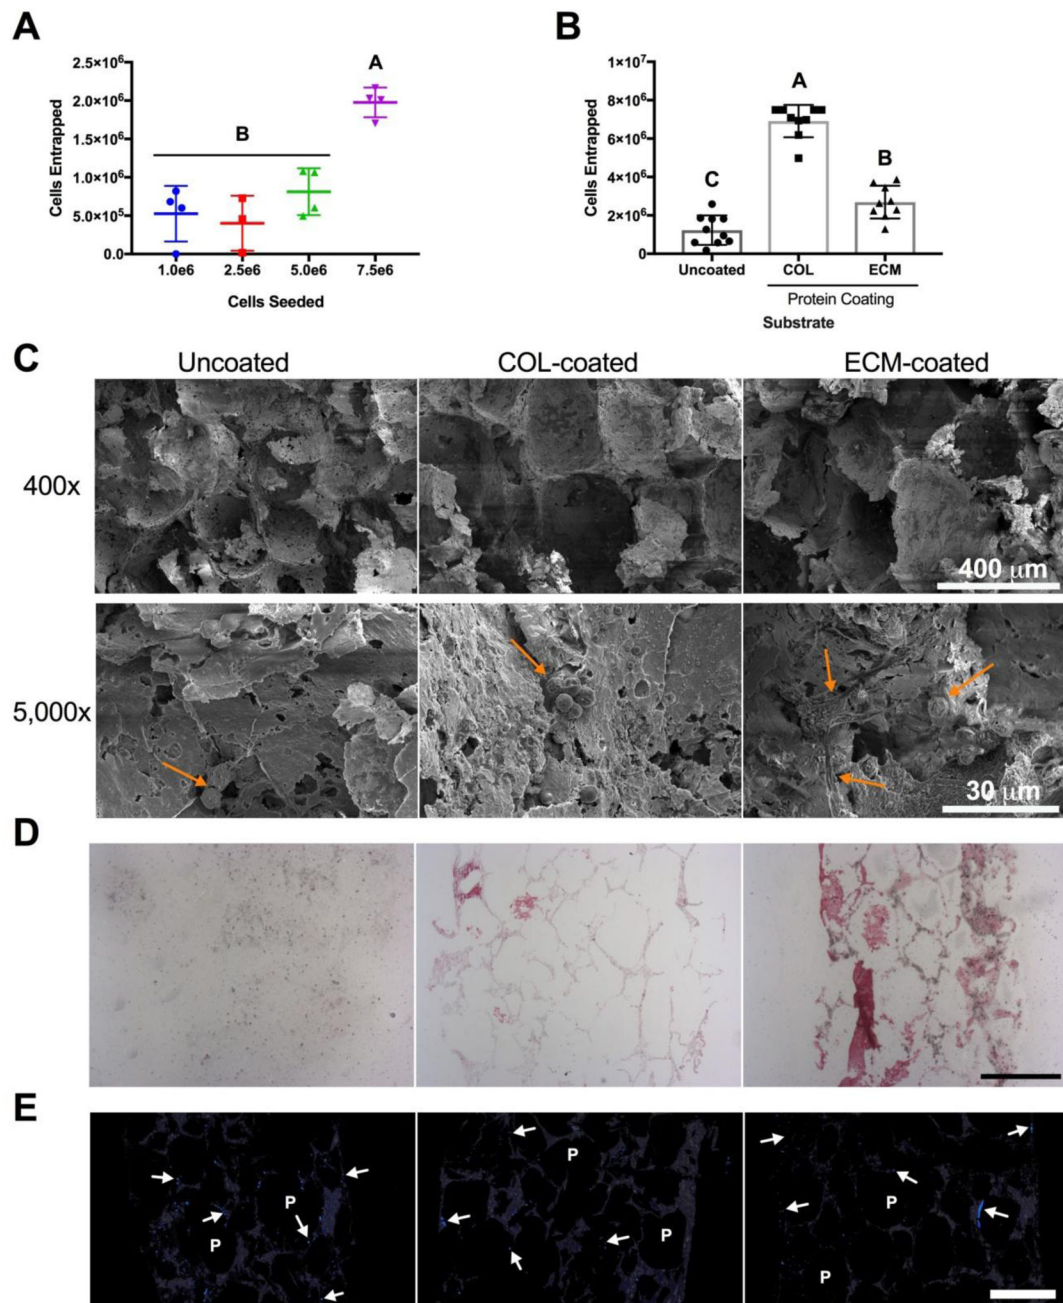 A
2.5×10⁶
2.0×10⁶
1.5×10⁶
1.0×10⁶
5.0×10⁵
0.0
Cells Entrapped
B
A
1.0e6 2.5e6 5.0e6 7.5e6
Cells Seeded
B
1×10⁷
8×10⁶
6×10⁶
4×10⁶
2×10⁶
0
Cells Entrapped
C
A
B
Uncoated COL ECM
Protein Coating
Substrate
C
Uncoated COL-coated ECM-coated
400x
400 μm
5,000x
30 μm
D
E
P
P
P
P
P
P